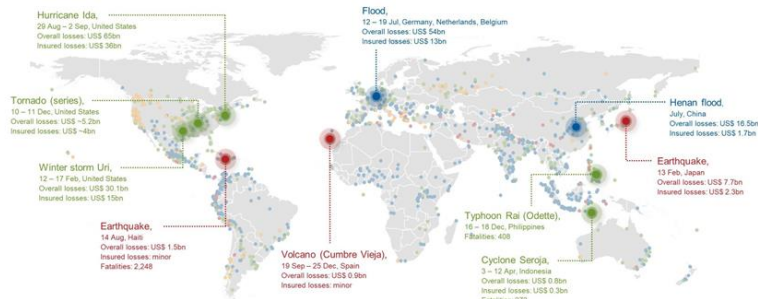 Hurricane Ida,
29 Aug – 2 Sep, United States
Overall losses: US$ 65bn
Insured losses: US$ 36bn
Tornado (series),
10 – 11 Dec, United States
Overall losses: US$ ~5.2bn
Insured losses: US$ ~4bn
Winter storm Uri,
12 – 17 Feb, United States
Overall losses: US$ 30.1bn
Insured losses: US$ 15bn
Earthquake,
14 Aug, Haiti
Overall losses: US$ 1.5bn
Insured losses: minor
Fatalities: 2,248
Volcano (Cumbre Vieja),
19 Sep – 25 Dec, Spain
Overall losses: US$ 0.9bn
Insured losses: minor
Flood,
12 – 19 Jul, Germany, Netherlands, Belgium
Overall losses: US$ 54bn
Insured losses: US$ 13bn
Henan flood,
July, China
Overall losses: US$ 16.5bn
Insured losses: US$ 1.7bn
Earthquake,
13 Feb, Japan
Overall losses: US$ 7.7bn
Insured losses: US$ 2.3bn
Typhoon Rai (Odette),
16 – 18 Dec, Philippines
Fatalities: 408
Cyclone Seroja,
3 – 12 Apr, Indonesia
Overall losses: US$ 0.8bn
Insured losses: US$ 0.3bn